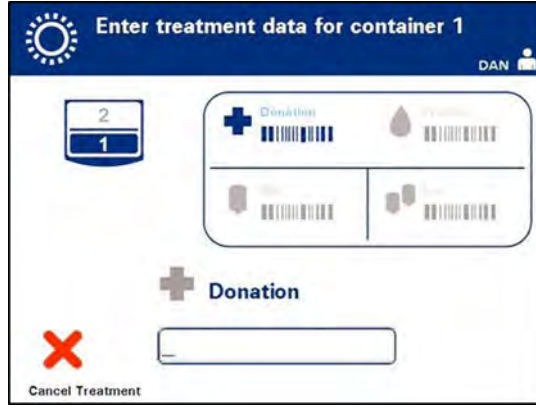 Enter treatment data for container 1
DAN
2
1
Donation
Donation
Cancel Treatment